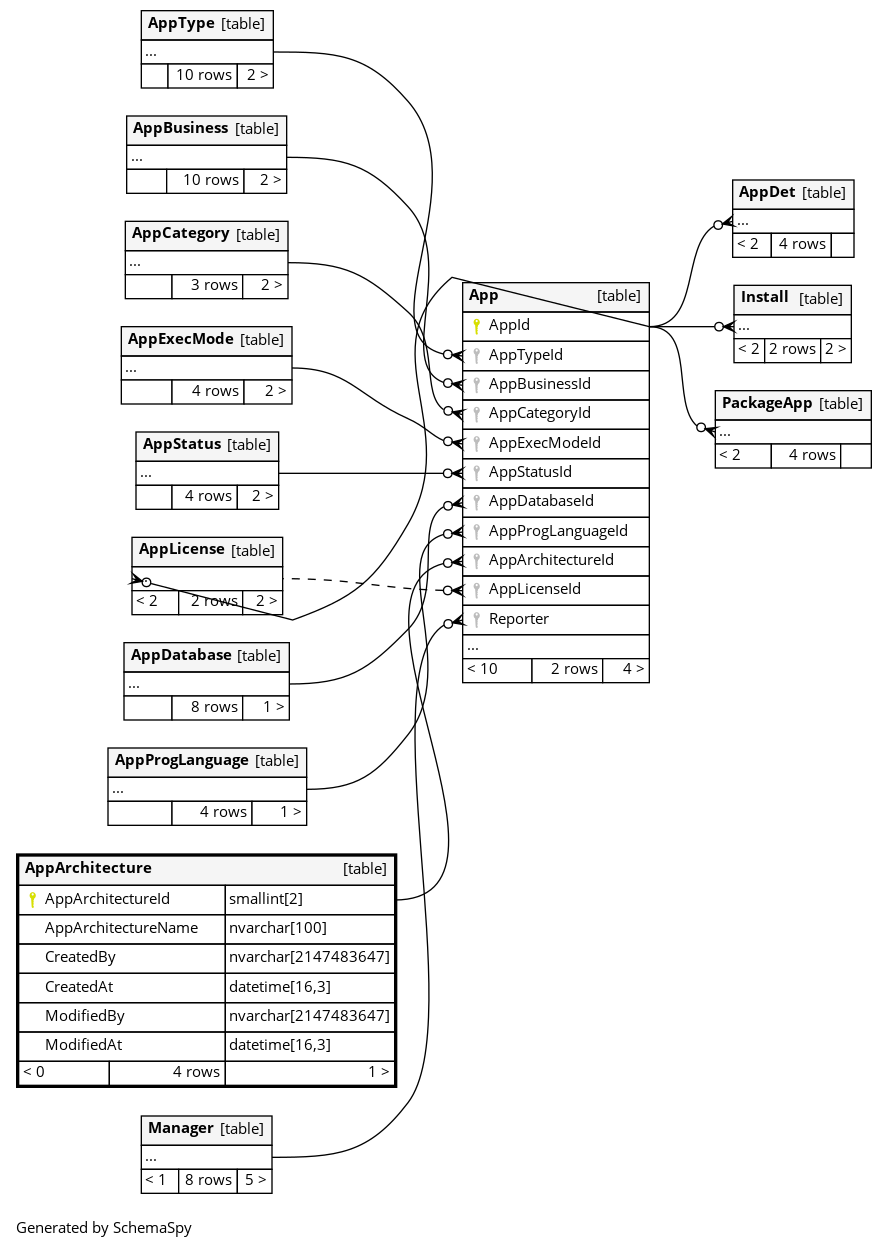 AppType [table]
...
10 rows 2 >
AppBusiness [table]
...
10 rows 2 >
AppCategory [table]
...
3 rows 2 >
AppExecMode [table]
...
4 rows 2 >
AppStatus [table]
...
4 rows 2 >
AppLicense [table]
< 2 2 rows 2 >
AppDatabase [table]
...
8 rows 1 >
AppProgLanguage [table]
...
4 rows 1 >
AppArchitecture [table]
AppArchitectureId smallint[2]
AppArchitectureName nvarchar[100]
CreatedBy nvarchar[2147483647]
CreatedAt datetime[16,3]
ModifiedBy nvarchar[2147483647]
ModifiedAt datetime[16,3]
< 0 4 rows 1 >
Manager [table]
...
< 1 8 rows 5 >
App [table]
AppId
AppTypeId
AppBusinessId
AppCategoryId
AppExecModeId
AppStatusId
AppDatabaseId
AppProgLanguageId
AppArchitectureId
AppLicenseId
Reporter
...
< 10 2 rows 4 >
AppDet [table]
...
< 2 4 rows
Install [table]
...
< 2 2 rows 2 >
PackageApp [table]
...
< 2 4 rows
Generated by SchemaSpy